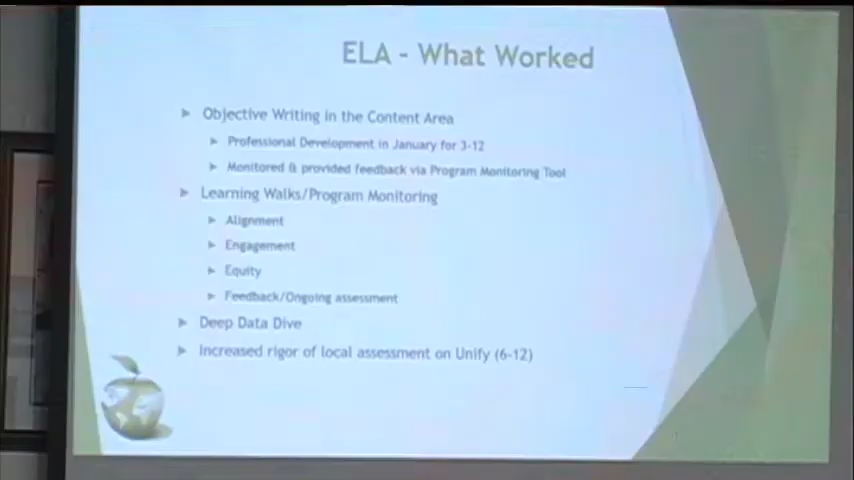 ELA - What Worked
Objective Writing in the Content Area
Professional Development in January for 3-12
Monitored & provided feedback via Program Monitoring Tool
Learning Walks/Program Monitoring
Alignment
Engagement
Equity
Feedback/Ongoing assessment
Deep Data Dive
Increased rigor of local assessment on Unify (6-12)